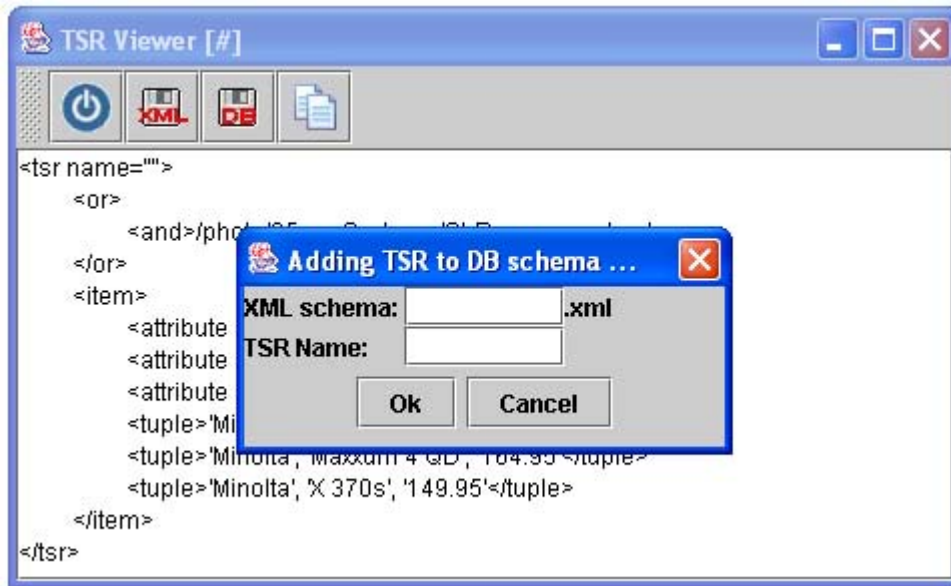 TSR Viewer [#]
XML
DB
<tsr name="">
<or>
<and>/photo
</or>
<item>
<attribute
<attribute
<attribute
<tuple>'Mi
<tuple>'Minolta', 'Maxxum 4 QD', '164.95'</tuple>
<tuple>'Minolta', 'X 370s', '149.95'</tuple>
</item>
</tsr>
Adding TSR to DB schema ...
XML schema: .xml
TSR Name:
Ok Cancel